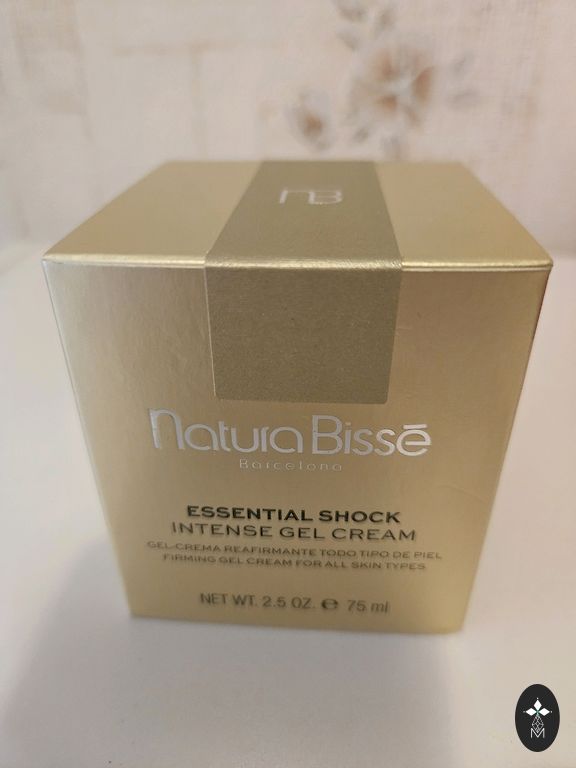 nB
Natura Bissé
Barcelona
ESSENTIAL SHOCK
INTENSE GEL CREAM
GEL-CREMA REAFIRMANTE TODO TIPO DE PIEL
FIRMING GEL CREAM FOR ALL SKIN TYPES
NET WT. 2.5 OZ. ℮ 75 ml
M